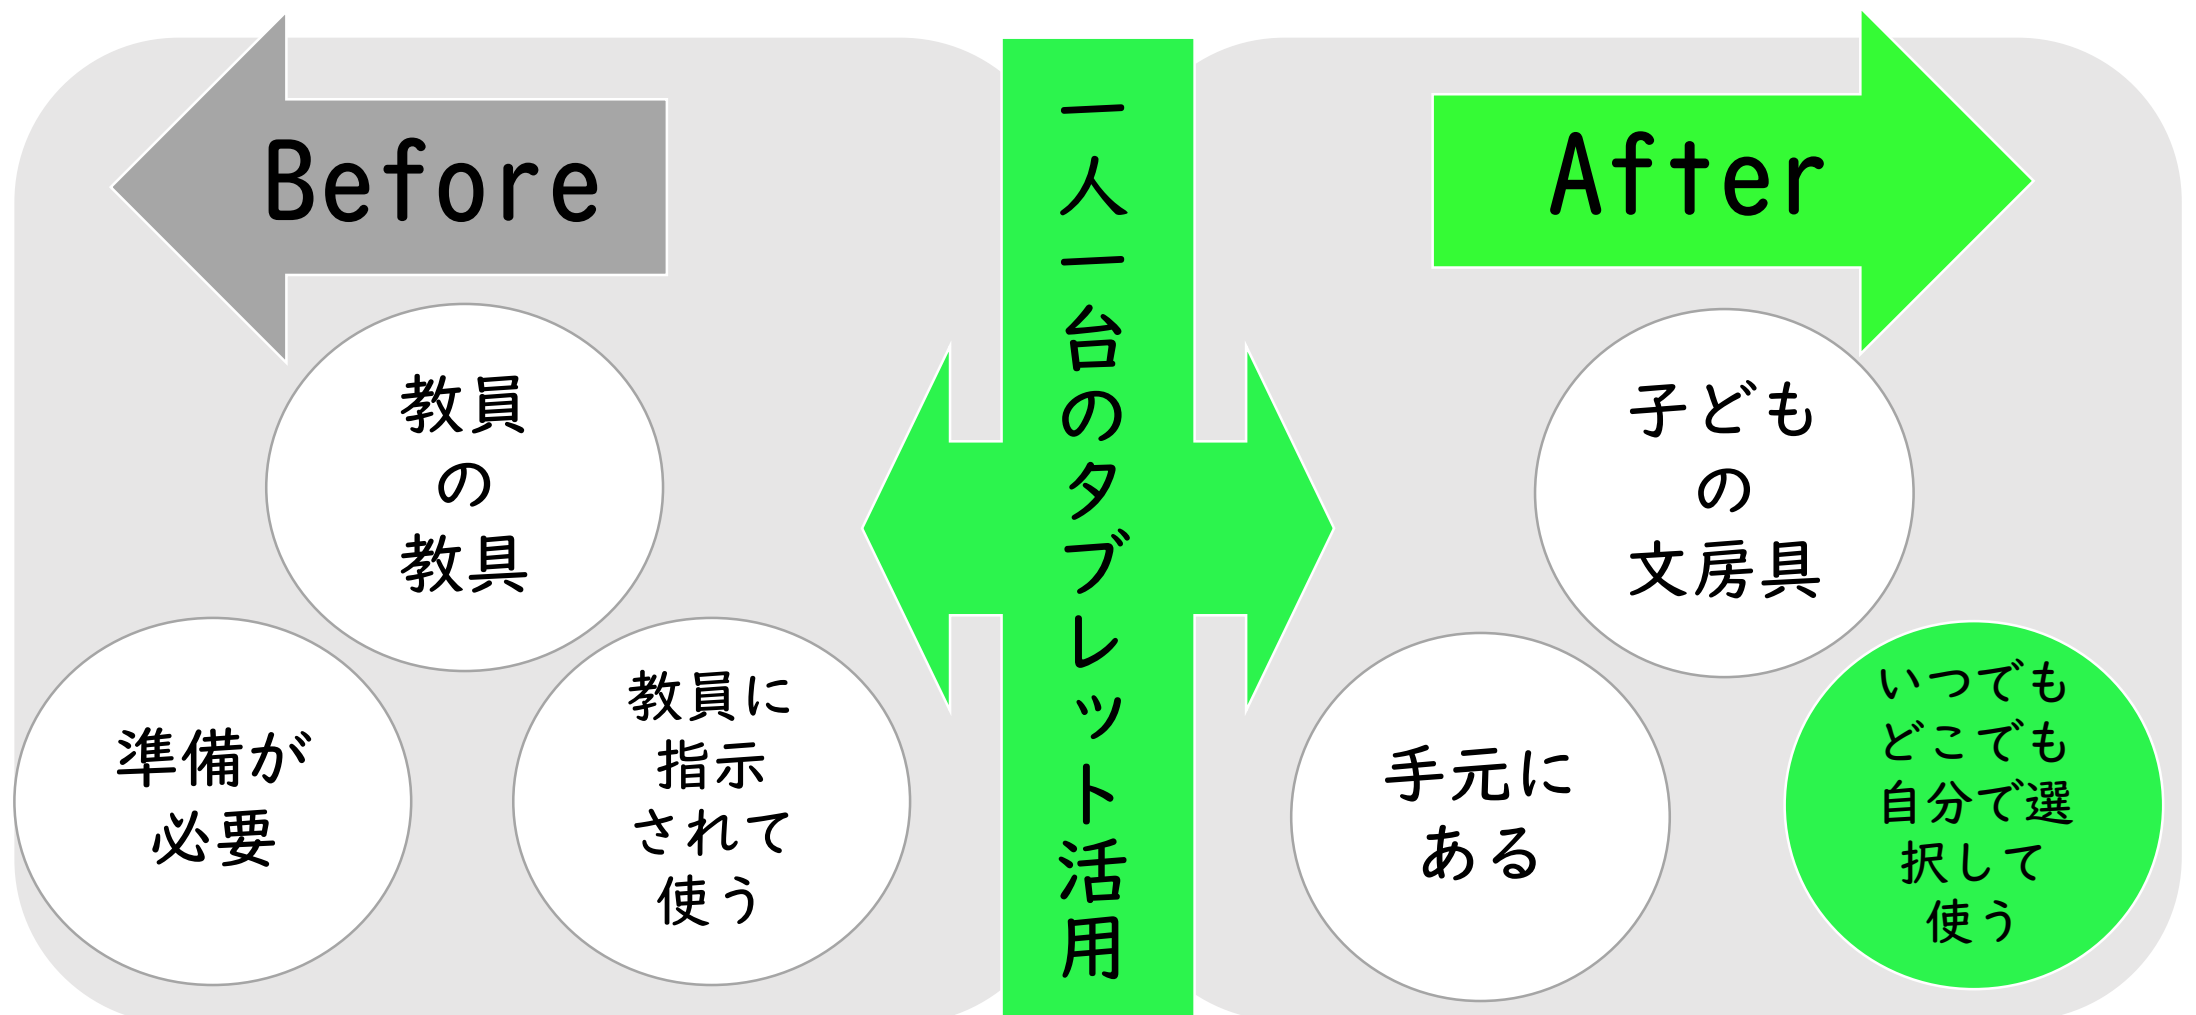 Before
教員
の
教具
準備が
必要
教員に
指示
されて
使う
一人一台のタブレット活用
After
子ども
の
文房具
手元に
ある
いつでも
どこでも
自分で選
択して
使う